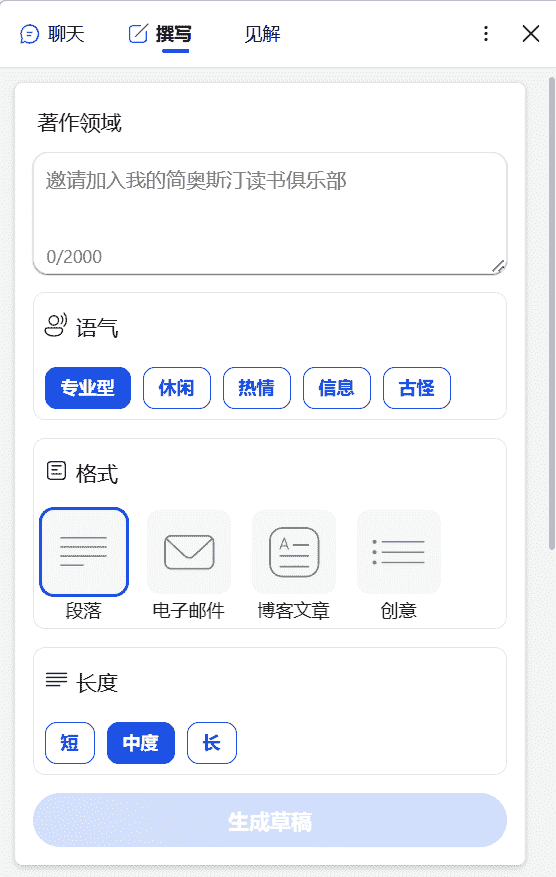 聊天 撰写 见解
著作领域
邀请加入我的简奥斯汀读书俱乐部
0/2000
语气
专业型 休闲 热情 信息 古怪
格式
A
段落 电子邮件 博客文章 创意
长度
短 中度 长
生成草稿